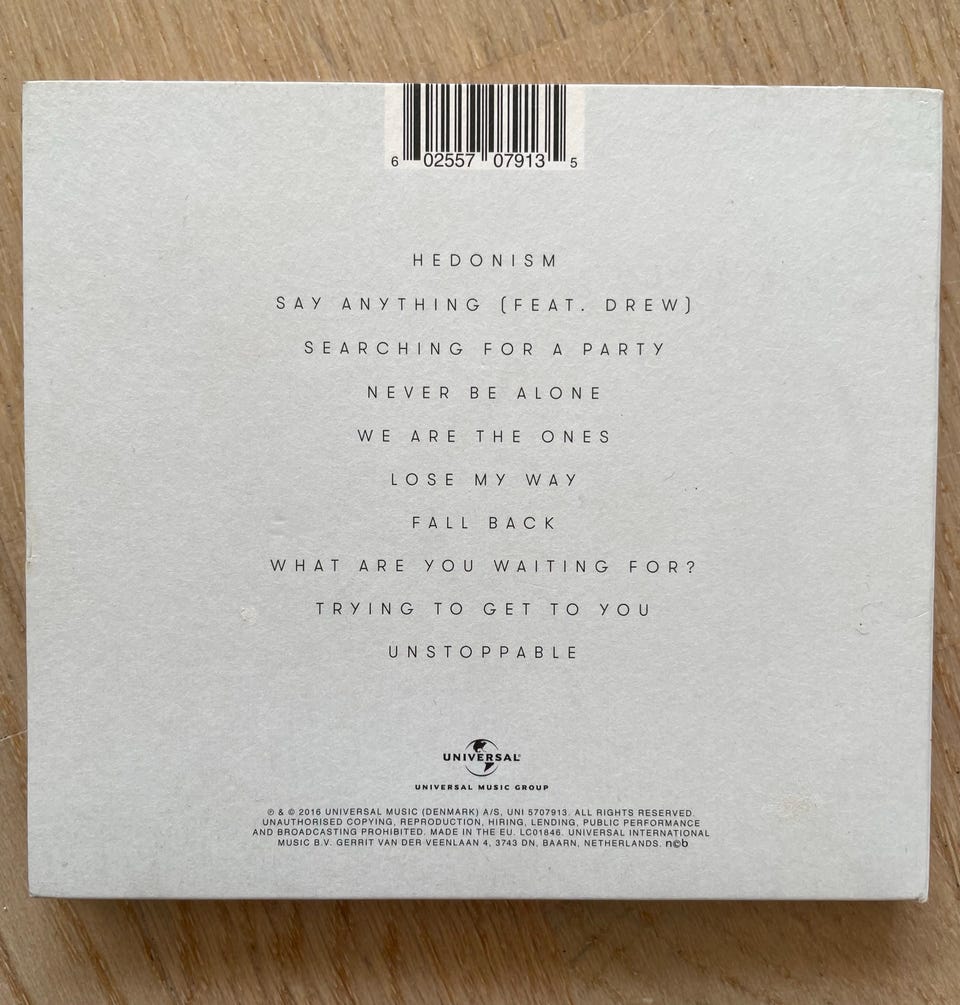 6 02557 07913 5
HEDONISM
SAY ANYTHING (FEAT. DREW)
SEARCHING FOR A PARTY
NEVER BE ALONE
WE ARE THE ONES
LOSE MY WAY
FALL BACK
WHAT ARE YOU WAITING FOR?
TRYING TO GET TO YOU
UNSTOPPABLE
UNIVERSAL®
UNIVERSAL MUSIC GROUP
℗ & © 2016 UNIVERSAL MUSIC (DENMARK) A/S, UNI 5707913. ALL RIGHTS RESERVED.
UNAUTHORISED COPYING, REPRODUCTION, HIRING, LENDING, PUBLIC PERFORMANCE
AND BROADCASTING PROHIBITED. MADE IN THE EU. LC01846. UNIVERSAL INTERNATIONAL
MUSIC B.V. GERRIT VAN DER VEENLAAN 4, 3743 DN, BAARN, NETHERLANDS. n©b